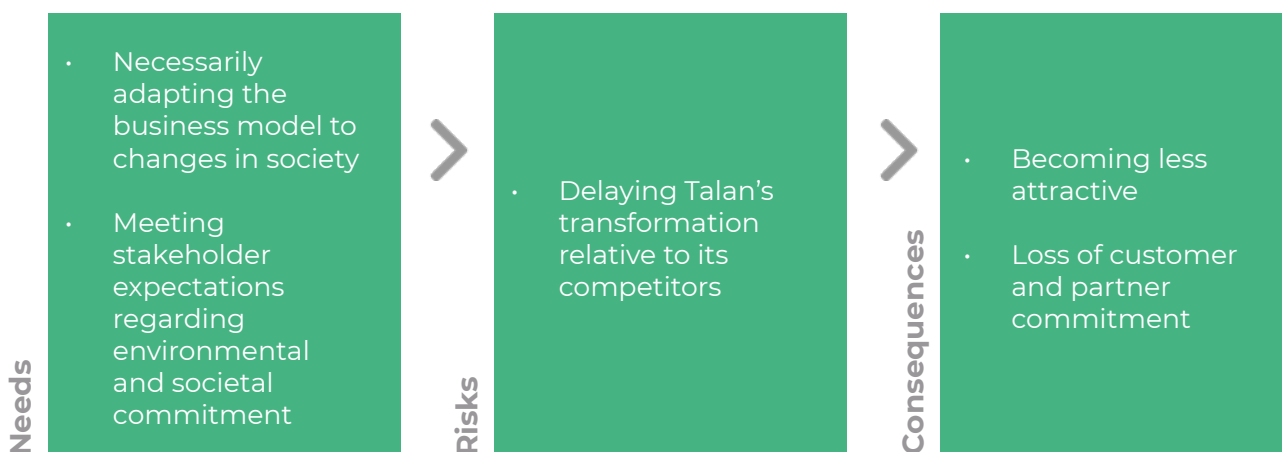 Needs
• Necessarily
adapting the
business model to
changes in society
• Meeting
stakeholder
expectations
regarding
environmental
and societal
commitment
Risks
• Delaying Talan’s
transformation
relative to its
competitors
Consequences
• Becoming less
attractive
• Loss of customer
and partner
commitment